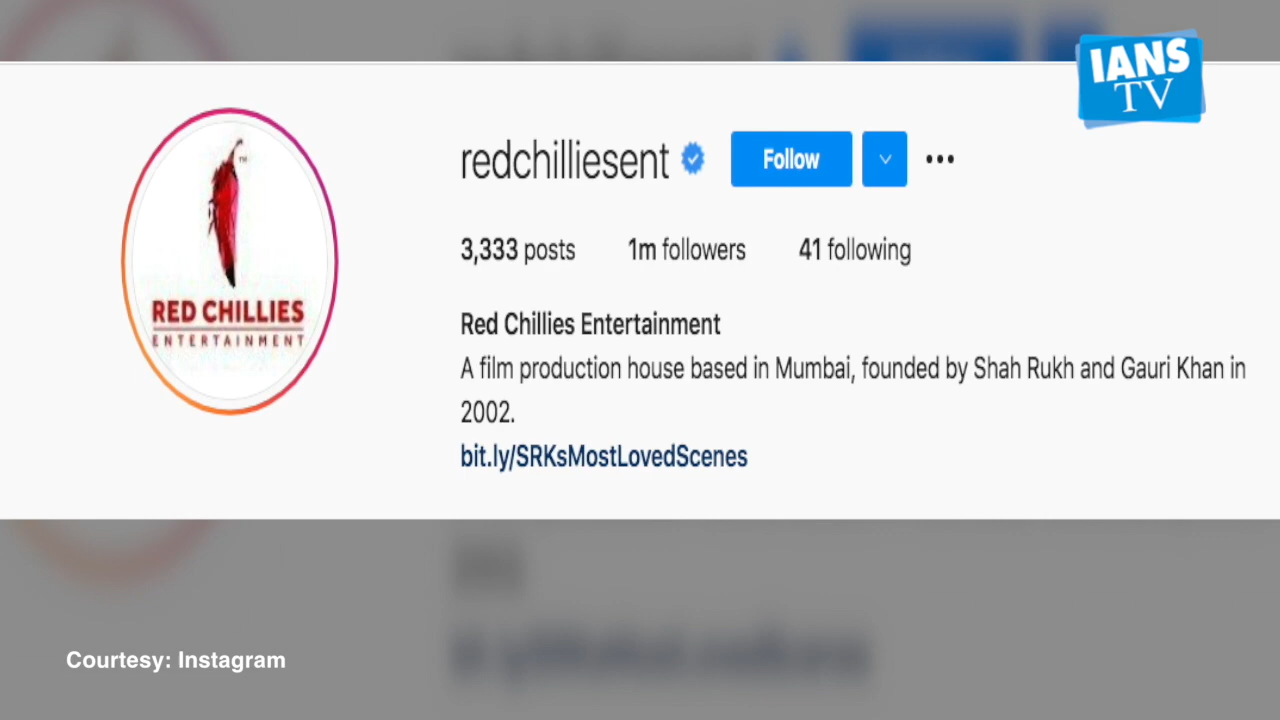 IANS
TV
redchilliesent
Follow
3,333 posts 1m followers 41 following
TM
RED CHILLIES
ENTERTAINMENT
Red Chillies Entertainment
A film production house based in Mumbai, founded by Shah Rukh and Gauri Khan in
2002.
bit.ly/SRKsMostLovedScenes
Courtesy: Instagram